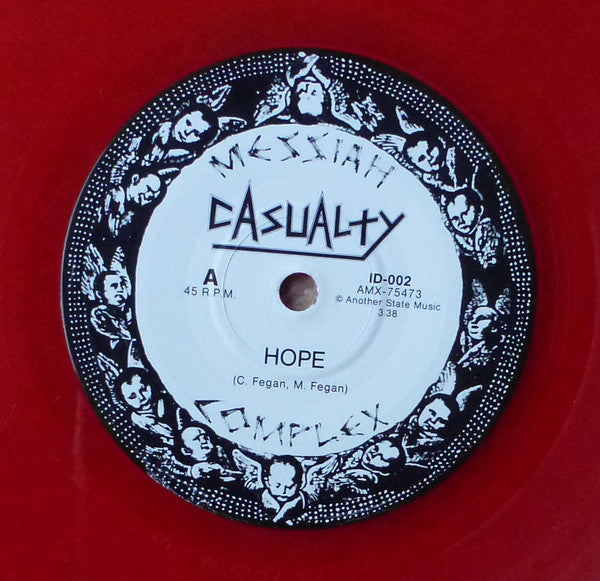 MESSIAH
CASUALTY
A
45 R.P.M.
ID-002
AMX-75473
© Another State Music
3.38
HOPE
(C. Fegan, M. Fegan)
COMPLEX